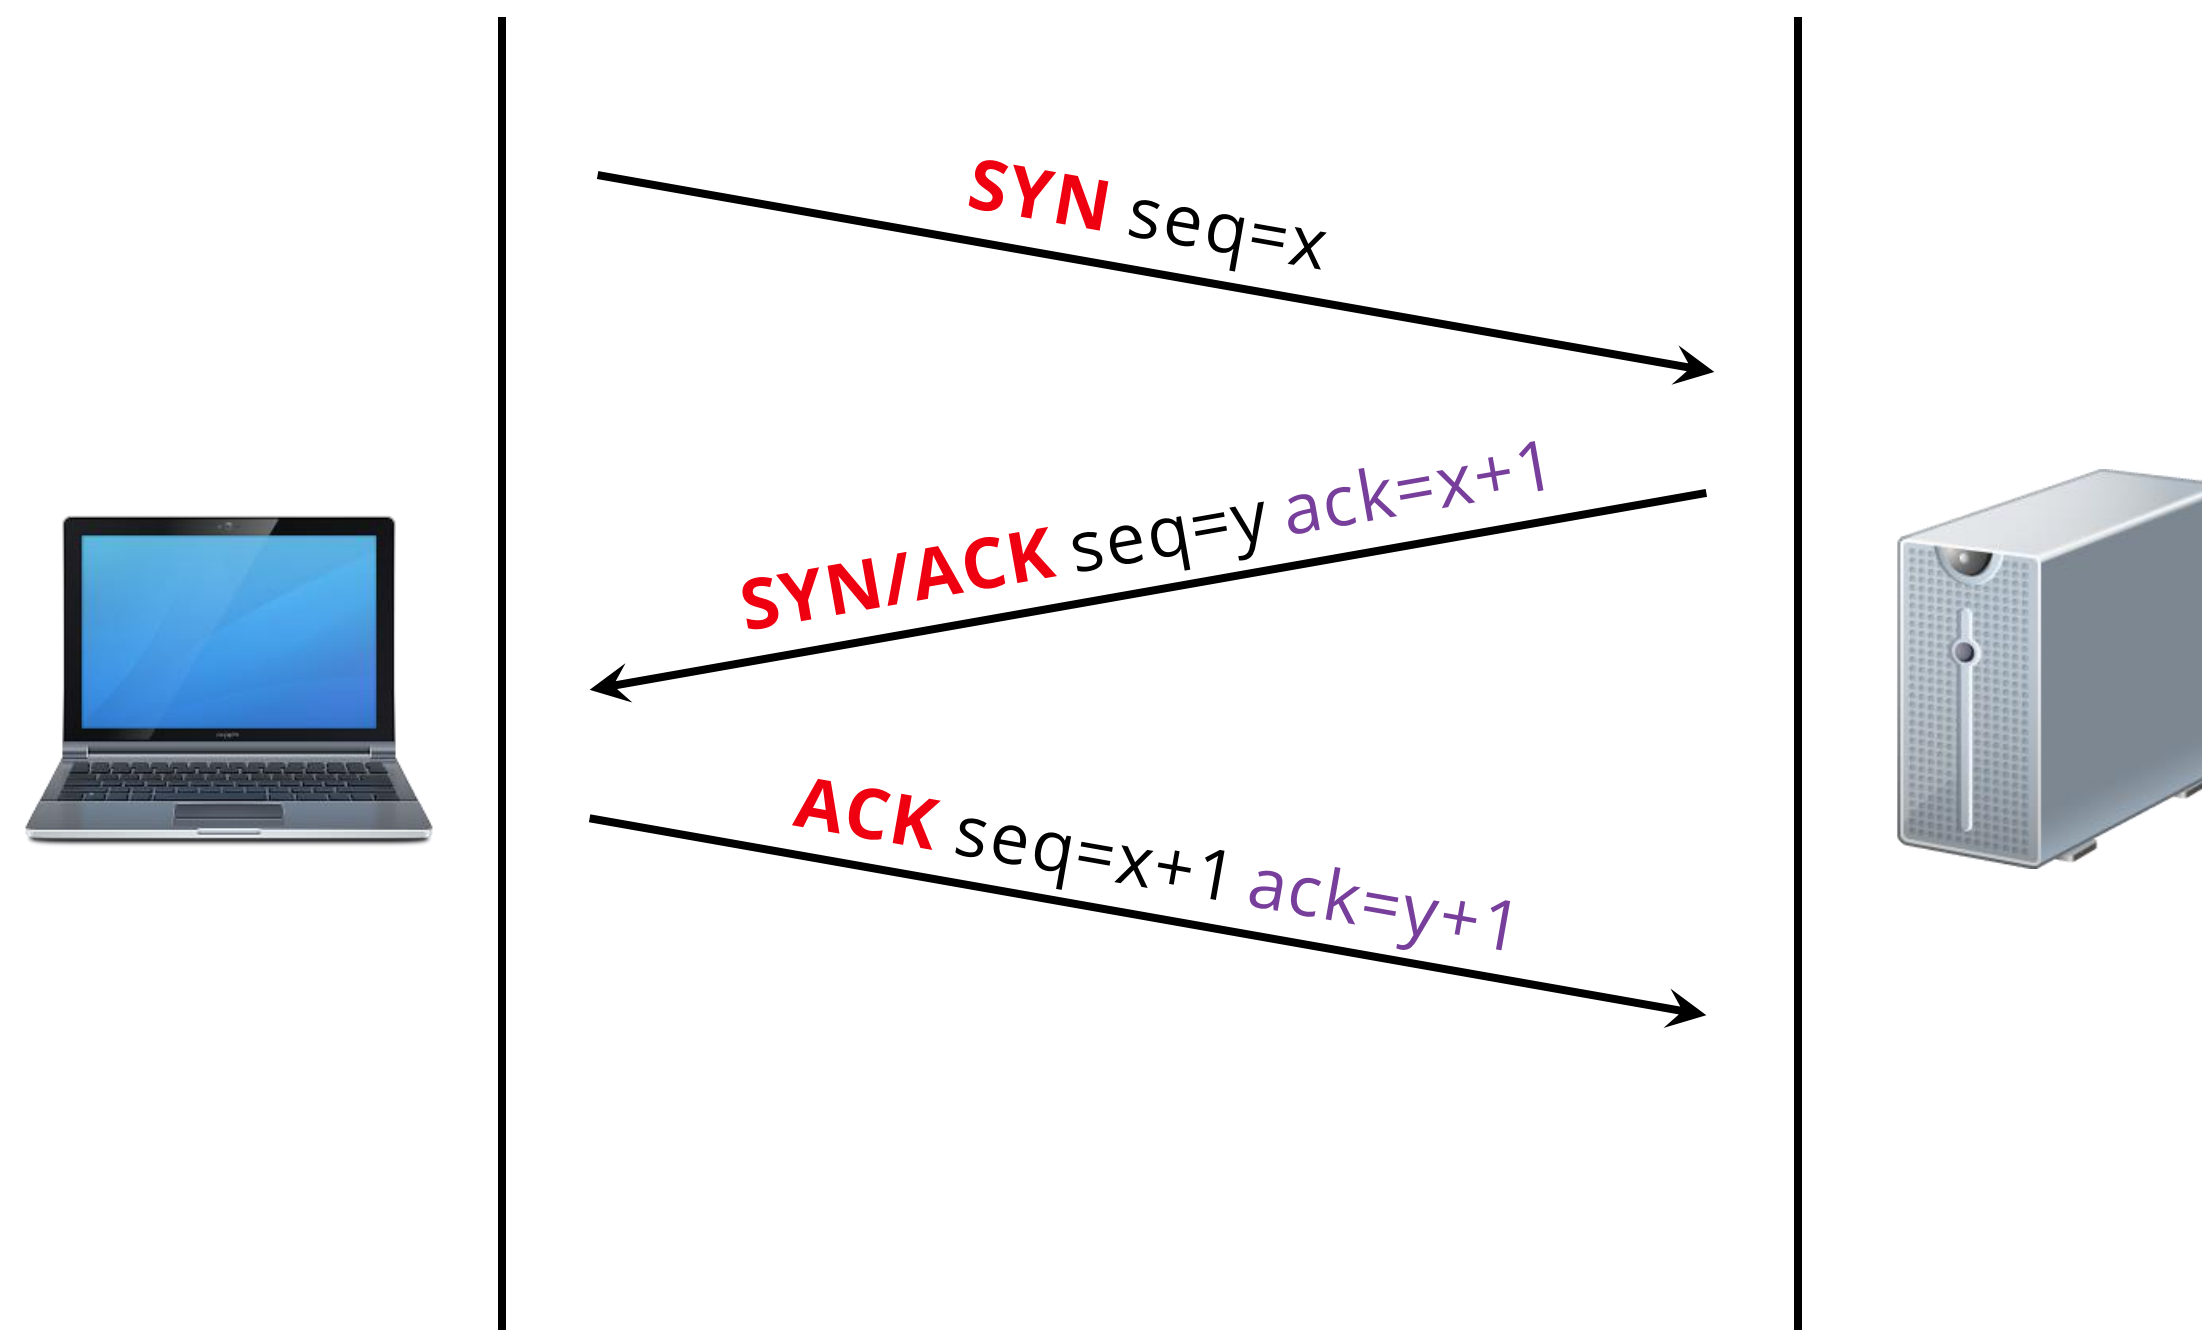 SYN seq=x
SYN/ACK seq=y ack=x+1
ACK seq=x+1 ack=y+1